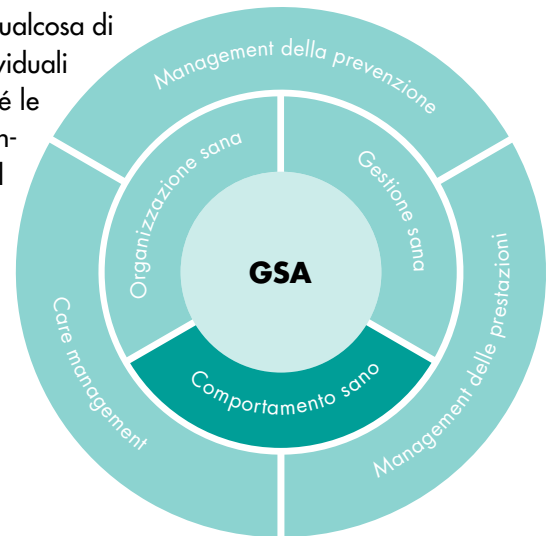 ualcosa di
viduali
é le
n-
Management della prevenzione
Organizzazione sana
Gestione sana
GSA
Comportamento sano
Care management
Management delle prestazioni